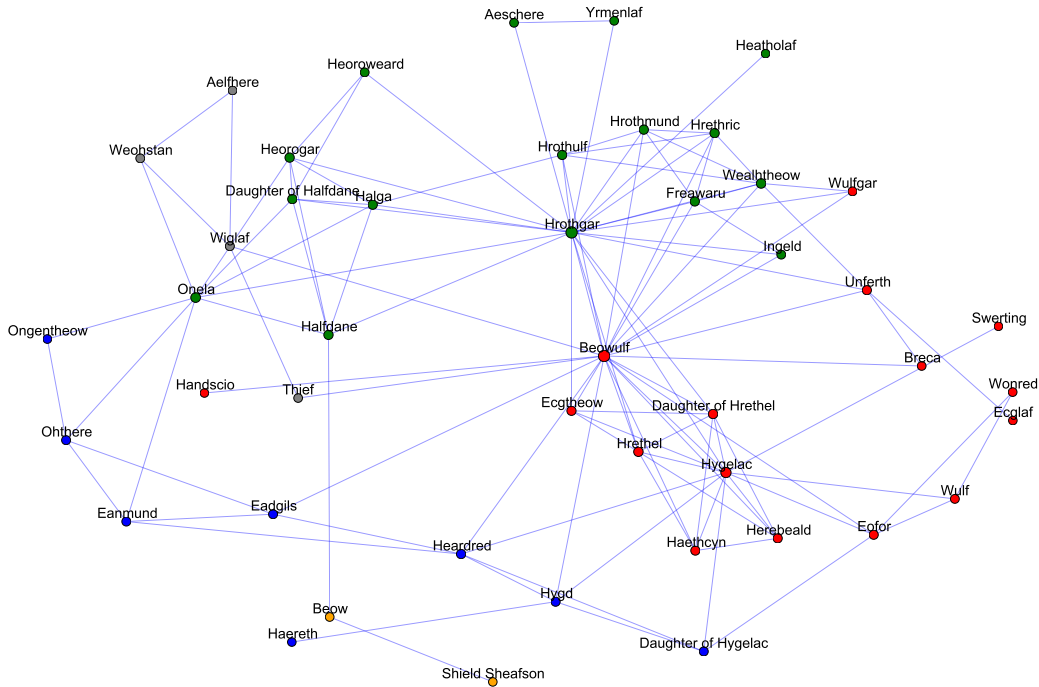 Aeschere
Yrmenlaf
Heatholaf
Heoroweard
Aelfhere
Hrothmund
Hrethric
Weohstan
Heorogar
Hrothulf
Wealhtheow
Wulfgar
Daughter of Halfdane
Halga
Freawaru
Hrothgar
Wiglaf
Ingeld
Onela
Unferth
Ongentheow
Halfdane
Swerting
Beowulf
Breca
Handscio
Thief
Wonred
Ecgtheow
Daughter of Hrethel
Ecglaf
Ohthere
Hrethel
Hygelac
Wulf
Eanmund
Eadgils
Herebeald
Eofor
Haethcyn
Heardred
Hygd
Beow
Haereth
Daughter of Hygelac
Shield Sheafson